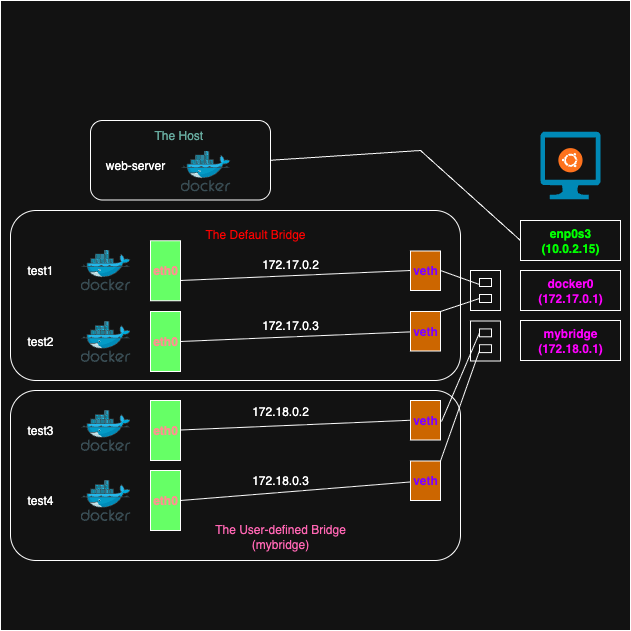 The Host
web-server
docker
enp0s3
(10.0.2.15)
The Default Bridge
test1
docker
eth0
172.17.0.2
veth
docker0
(172.17.0.1)
test2
docker
eth0
172.17.0.3
veth
mybridge
(172.18.0.1)
test3
docker
eth0
172.18.0.2
veth
test4
docker
eth0
172.18.0.3
veth
The User-defined Bridge
(mybridge)